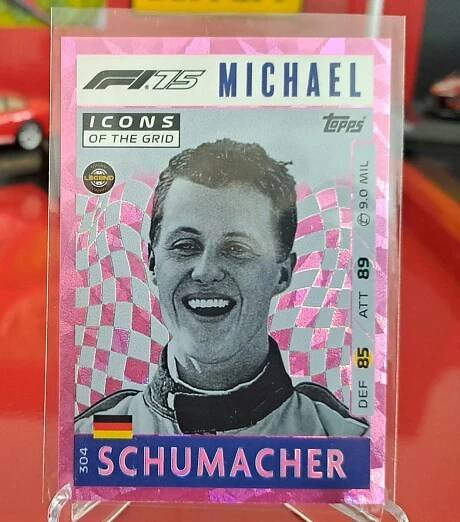 F1 75 MICHAEL
ICONS
OF THE GRID
Topps
LEGEND
9.0 MIL
ATT 89
DEF 85
304
SCHUMACHER